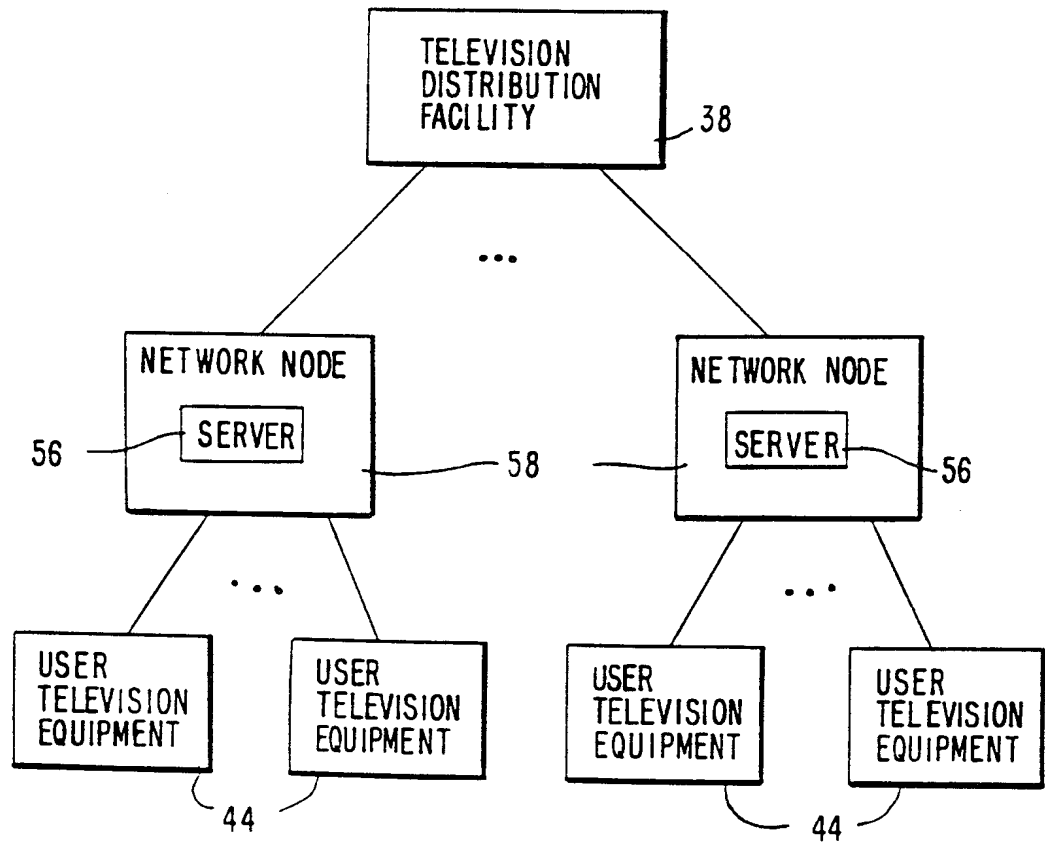 TELEVISION
DISTRIBUTION
FACILITY
38
...
NETWORK NODE
SERVER
56
58
NETWORK NODE
SERVER
56
...
...
USER
TELEVISION
EQUIPMENT
USER
TELEVISION
EQUIPMENT
44
USER
TELEVISION
EQUIPMENT
USER
TELEVISION
EQUIPMENT
44